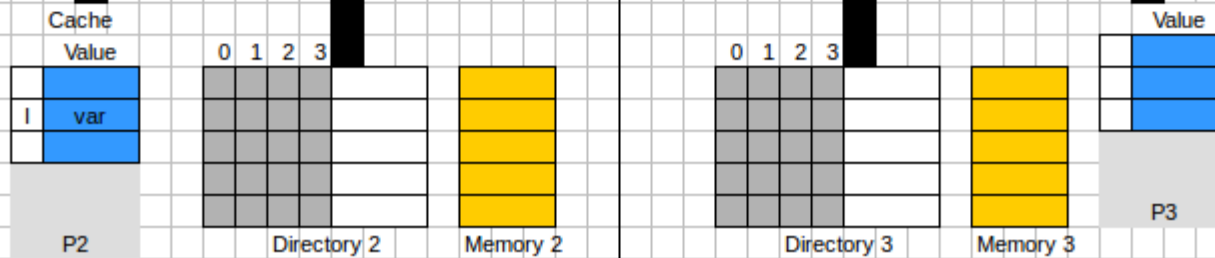 Cache
Value
Value
0 1 2 3
0 1 2 3
I
var
P2
Directory 2
Memory 2
Directory 3
Memory 3
P3